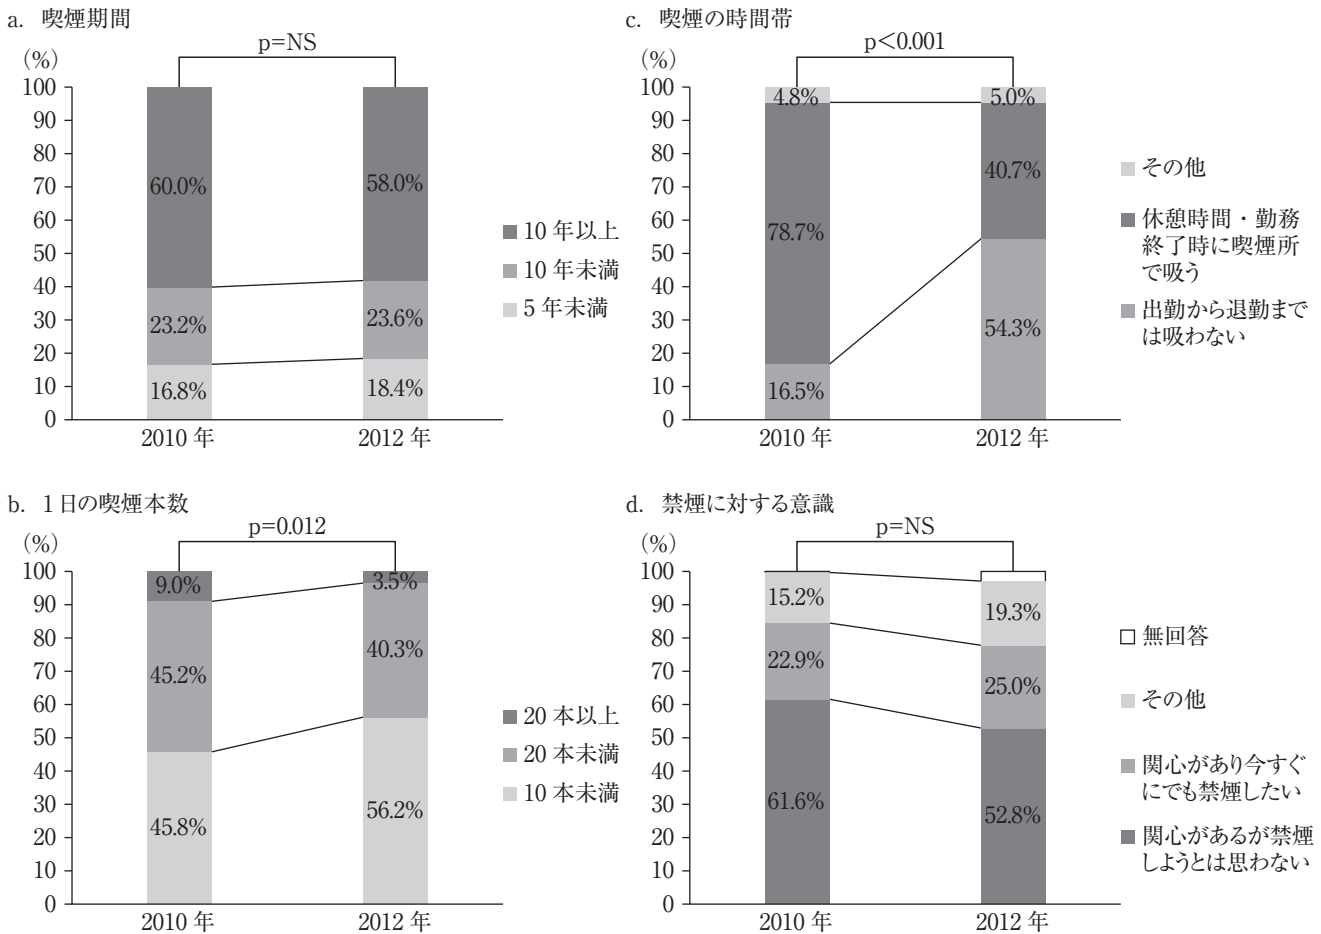 a. 喫煙期間
p=NS
(%)
100
90
80
70
60
50
40
30
20
10
0
60.0%
23.2%
16.8%
58.0%
23.6%
18.4%
2010 年
2012 年
10 年以上
10 年未満
5 年未満
c. 喫煙の時間帯
p<0.001
(%)
100
90
80
70
60
50
40
30
20
10
0
4.8%
78.7%
16.5%
5.0%
40.7%
54.3%
2010 年
2012 年
その他
休憩時間・勤務
終了時に喫煙所
で吸う
出勤から退勤まで
は吸わない
b. 1日の喫煙本数
p=0.012
(%)
100
90
80
70
60
50
40
30
20
10
0
9.0%
45.2%
45.8%
3.5%
40.3%
56.2%
2010 年
2012 年
20 本以上
20 本未満
10 本未満
d. 禁煙に対する意識
p=NS
(%)
100
90
80
70
60
50
40
30
20
10
0
15.2%
22.9%
61.6%
19.3%
25.0%
52.8%
2010 年
2012 年
無回答
その他
関心があり今すぐ
にでも禁煙したい
関心があるが禁煙
しようとは思わない